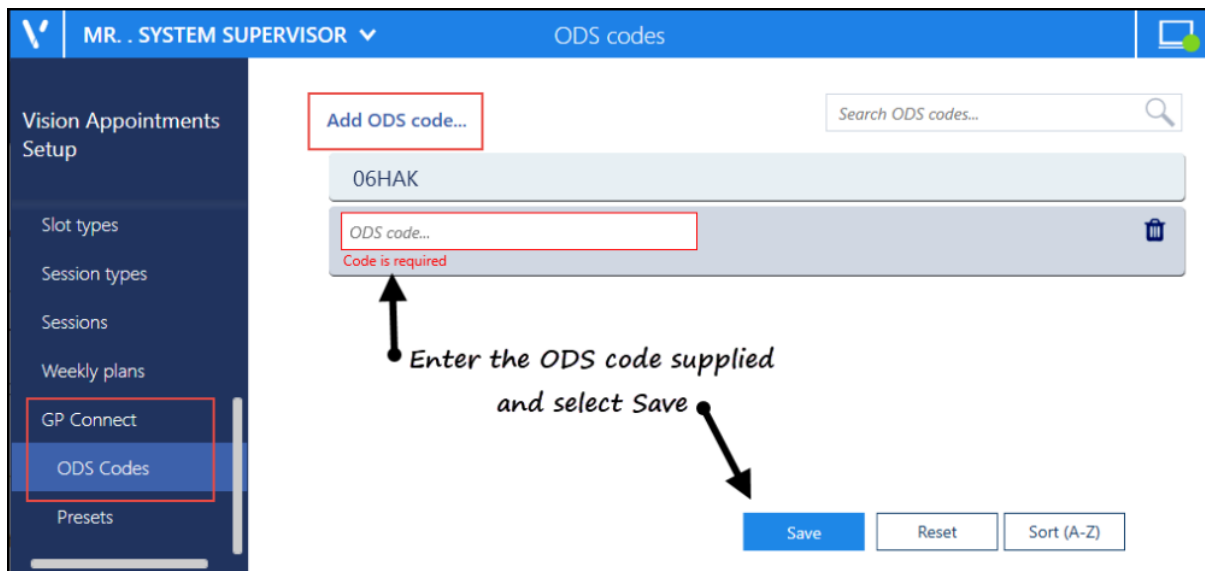 MR. . SYSTEM SUPERVISOR
ODS codes
Vision Appointments
Setup
Slot types
Session types
Sessions
Weekly plans
GP Connect
ODS Codes
Presets
Add ODS code...
Search ODS codes...
06HAK
ODS code...
Code is required
Enter the ODS code supplied
and select Save
Save
Reset
Sort (A-Z)